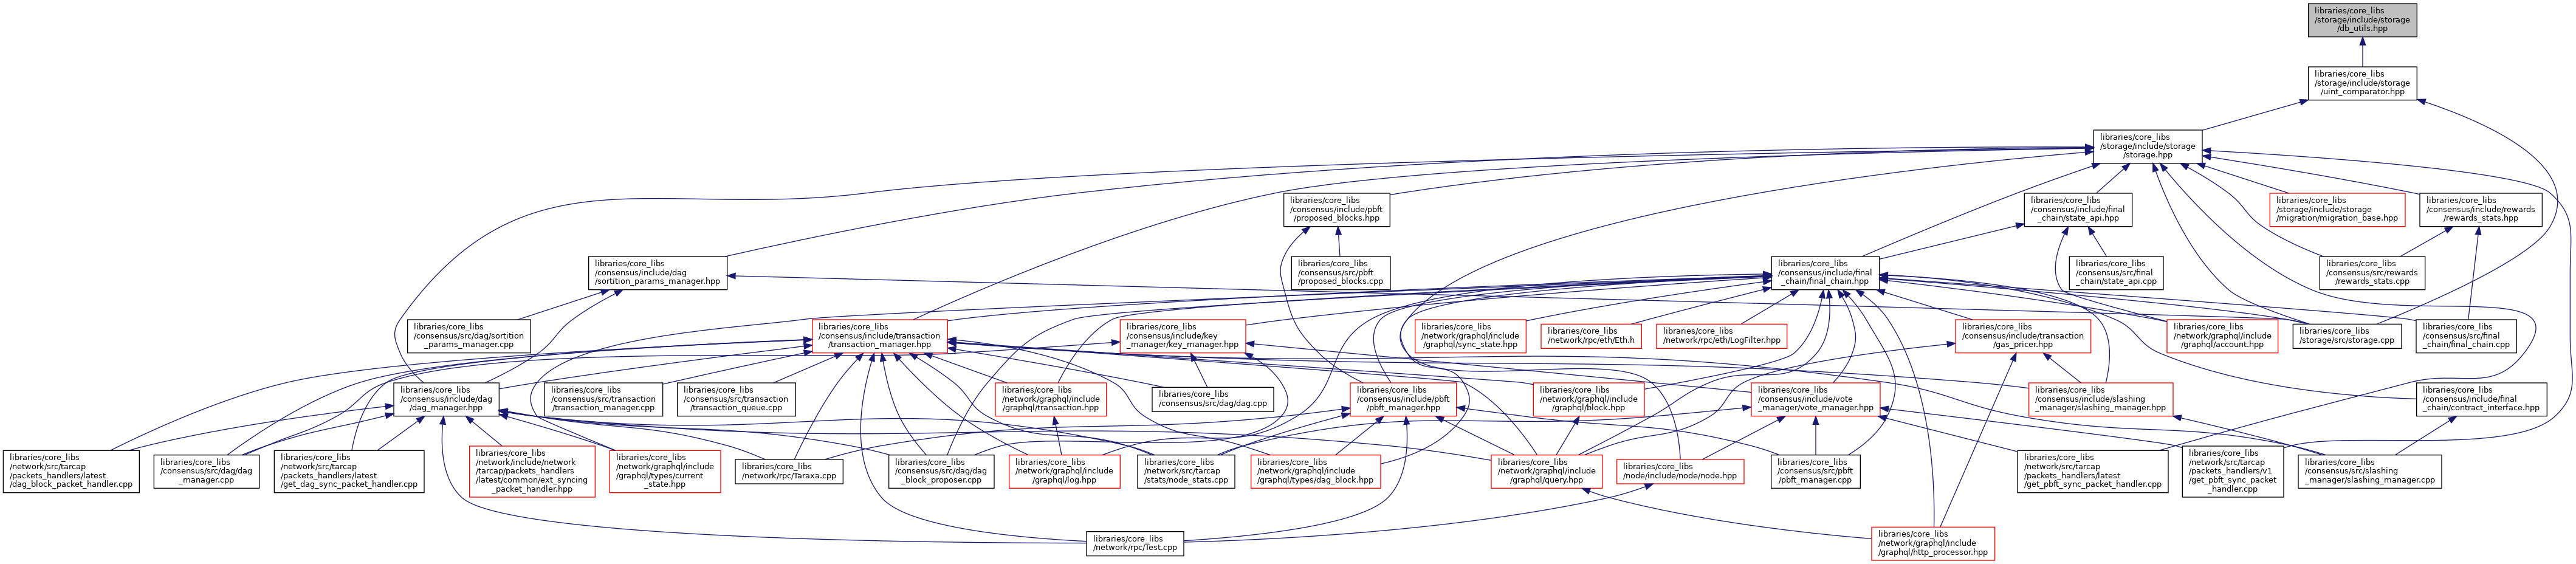 libraries/core_libs
/storage/include/storage
/db_utils.hpp
libraries/core_libs
/storage/include/storage
/uint_comparator.hpp
libraries/core_libs
/storage/include/storage
/storage.hpp
libraries/core_libs
/consensus/include/pbft
/proposed_blocks.hpp
libraries/core_libs
/consensus/include/final
_chain/state_api.hpp
libraries/core_libs
/storage/include/storage
/migration/migration_base.hpp
libraries/core_libs
/consensus/include/rewards
/rewards_stats.hpp
libraries/core_libs
/consensus/include/dag
/sortition_params_manager.hpp
libraries/core_libs
/consensus/src/pbft
/proposed_blocks.cpp
libraries/core_libs
/consensus/include/final
_chain/final_chain.hpp
libraries/core_libs
/consensus/src/final
_chain/state_api.cpp
libraries/core_libs
/consensus/src/rewards
/rewards_stats.cpp
libraries/core_libs
/consensus/src/dag/sortition
_params_manager.cpp
libraries/core_libs
/consensus/include/transaction
/transaction_manager.hpp
libraries/core_libs
/consensus/include/key
_manager/key_manager.hpp
libraries/core_libs
/network/graphql/include
/graphql/sync_state.hpp
libraries/core_libs
/network/rpc/eth/Eth.h
libraries/core_libs
/network/rpc/eth/LogFilter.hpp
libraries/core_libs
/consensus/include/transaction
/gas_pricer.hpp
libraries/core_libs
/network/graphql/include
/graphql/account.hpp
libraries/core_libs
/storage/src/storage.cpp
libraries/core_libs
/consensus/src/final
_chain/final_chain.cpp
libraries/core_libs
/consensus/include/dag
/dag_manager.hpp
libraries/core_libs
/consensus/src/transaction
/transaction_manager.cpp
libraries/core_libs
/consensus/src/transaction
/transaction_queue.cpp
libraries/core_libs
/network/graphql/include
/graphql/transaction.hpp
libraries/core_libs
/consensus/src/dag/dag.cpp
libraries/core_libs
/consensus/include/pbft
/pbft_manager.hpp
libraries/core_libs
/network/graphql/include
/graphql/block.hpp
libraries/core_libs
/consensus/include/vote
_manager/vote_manager.hpp
libraries/core_libs
/consensus/include/slashing
_manager/slashing_manager.hpp
libraries/core_libs
/consensus/include/final
_chain/contract_interface.hpp
libraries/core_libs
/network/src/tarcap
/packets_handlers/latest
/dag_block_packet_handler.cpp
libraries/core_libs
/consensus/src/dag/dag
_manager.cpp
libraries/core_libs
/network/src/tarcap
/packets_handlers/latest
/get_dag_sync_packet_handler.cpp
libraries/core_libs
/network/include/network
/tarcap/packets_handlers
/latest/common/ext_syncing
_packet_handler.hpp
libraries/core_libs
/network/graphql/include
/graphql/types/current
_state.hpp
libraries/core_libs
/network/rpc/Taraxa.cpp
libraries/core_libs
/consensus/src/dag/dag
_block_proposer.cpp
libraries/core_libs
/network/graphql/include
/graphql/log.hpp
libraries/core_libs
/network/src/tarcap
/stats/node_stats.cpp
libraries/core_libs
/network/graphql/include
/graphql/types/dag_block.hpp
libraries/core_libs
/network/graphql/include
/graphql/query.hpp
libraries/core_libs
/node/include/node/node.hpp
libraries/core_libs
/consensus/src/pbft
/pbft_manager.cpp
libraries/core_libs
/network/src/tarcap
/packets_handlers/latest
/get_pbft_sync_packet_handler.cpp
libraries/core_libs
/network/src/tarcap
/packets_handlers/v1
/get_pbft_sync_packet
_handler.cpp
libraries/core_libs
/consensus/src/slashing
_manager/slashing_manager.cpp
libraries/core_libs
/network/rpc/Test.cpp
libraries/core_libs
/network/graphql/include
/graphql/http_processor.hpp